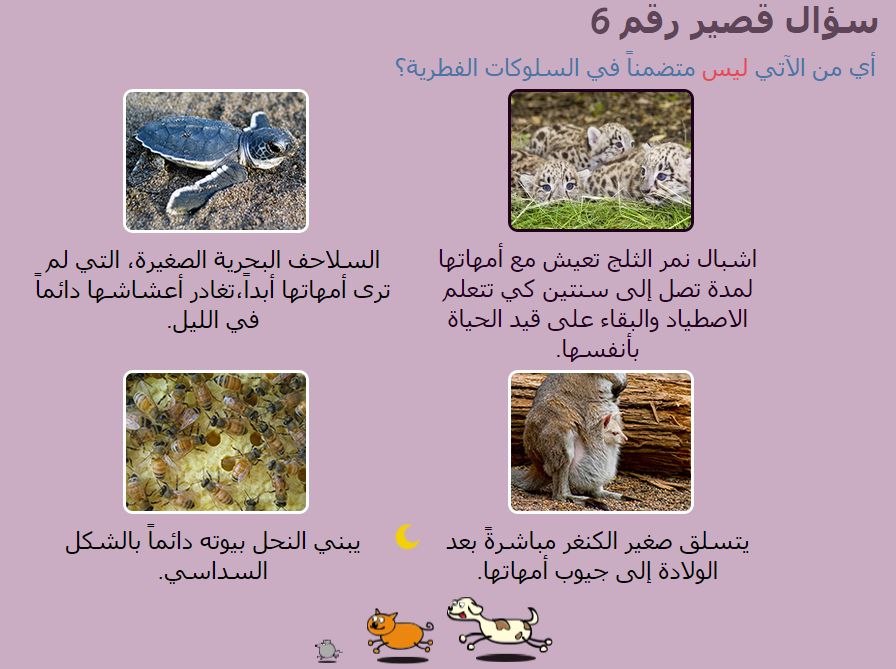 سؤال قصير رقم 6
أي من الآتي ليس متضمناً في السلوكات الفطرية؟
اشبال نمر الثلج تعيش مع أمهاتها
لمدة تصل إلى سنتين كي تتعلم
الاصطياد والبقاء على قيد الحياة
بأنفسها.
السلاحف البحرية الصغيرة، التي لم
ترى أمهاتها أبداً،تغادر أعشاشها دائماً
في الليل.
يتسلق صغير الكنغر مباشرةً بعد
الولادة إلى جيوب أمهاتها.
يبني النحل بيوته دائماً بالشكل
السداسي.